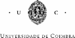 · U · C ·
UNIVERSIDADE DE COIMBRA